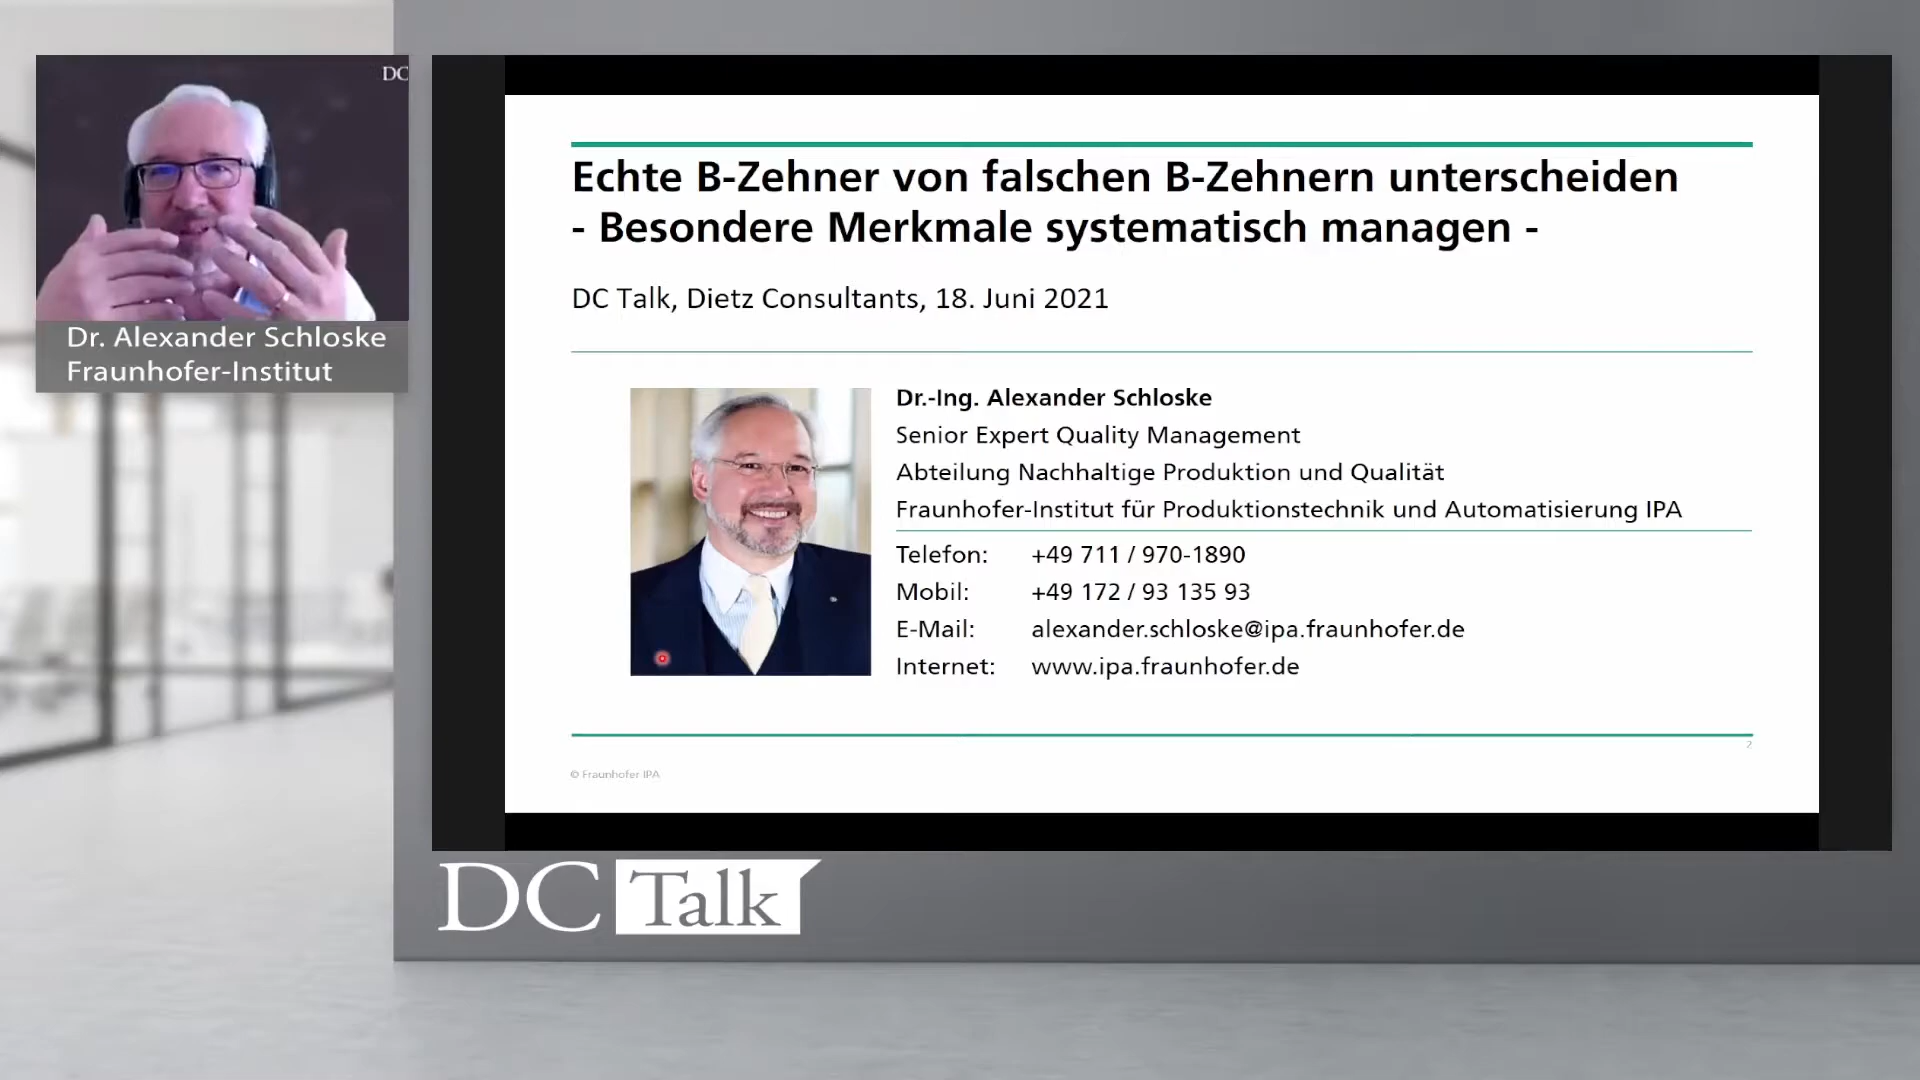 DC
Dr. Alexander Schloske
Fraunhofer-Institut
Echte B-Zehner von falschen B-Zehnern unterscheiden
- Besondere Merkmale systematisch managen -
DC Talk, Dietz Consultants, 18. Juni 2021
Dr.-Ing. Alexander Schloske
Senior Expert Quality Management
Abteilung Nachhaltige Produktion und Qualität
Fraunhofer-Institut für Produktionstechnik und Automatisierung IPA
Telefon: +49 711 / 970-1890
Mobil: +49 172 / 93 135 93
E-Mail: alexander.schloske@ipa.fraunhofer.de
Internet: www.ipa.fraunhofer.de
2
© Fraunhofer IPA
DC Talk